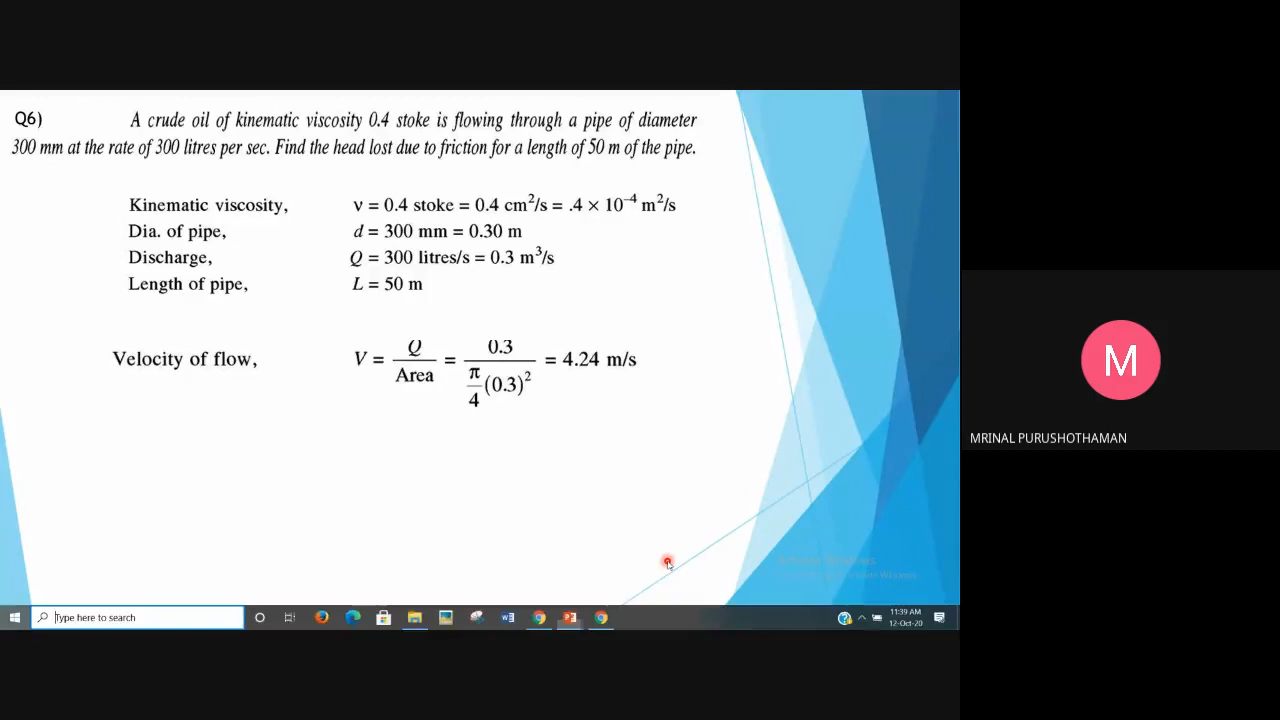 Q6) A crude oil of kinematic viscosity 0.4 stoke is flowing through a pipe of diameter
300 mm at the rate of 300 litres per sec. Find the head lost due to friction for a length of 50 m of the pipe.
Kinematic viscosity, ν = 0.4 stoke = 0.4 cm²/s = .4 × 10⁻⁴ m²/s
Dia. of pipe, d = 300 mm = 0.30 m
Discharge, Q = 300 litres/s = 0.3 m³/s
Length of pipe, L = 50 m
Velocity of flow, V = Q / Area = 0.3 / (π/4 (0.3)²) = 4.24 m/s
M
MRINAL PURUSHOTHAMAN
Type here to search
11:39 AM
12-Oct-20